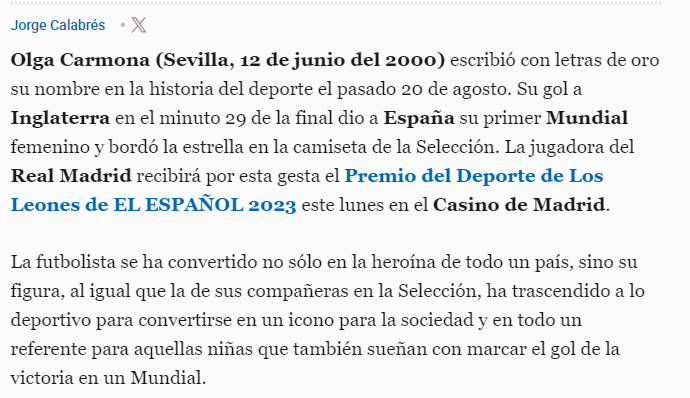 Jorge Calabrés • X
Olga Carmona (Sevilla, 12 de junio del 2000) escribió con letras de oro
su nombre en la historia del deporte el pasado 20 de agosto. Su gol a
Inglaterra en el minuto 29 de la final dio a España su primer Mundial
femenino y bordó la estrella en la camiseta de la Selección. La jugadora del
Real Madrid recibirá por esta gesta el Premio del Deporte de Los
Leones de EL ESPAÑOL 2023 este lunes en el Casino de Madrid.
La futbolista se ha convertido no sólo en la heroína de todo un país, sino su
figura, al igual que la de sus compañeras en la Selección, ha trascendido a lo
deportivo para convertirse en un icono para la sociedad y en todo un
referente para aquellas niñas que también sueñan con marcar el gol de la
victoria en un Mundial.